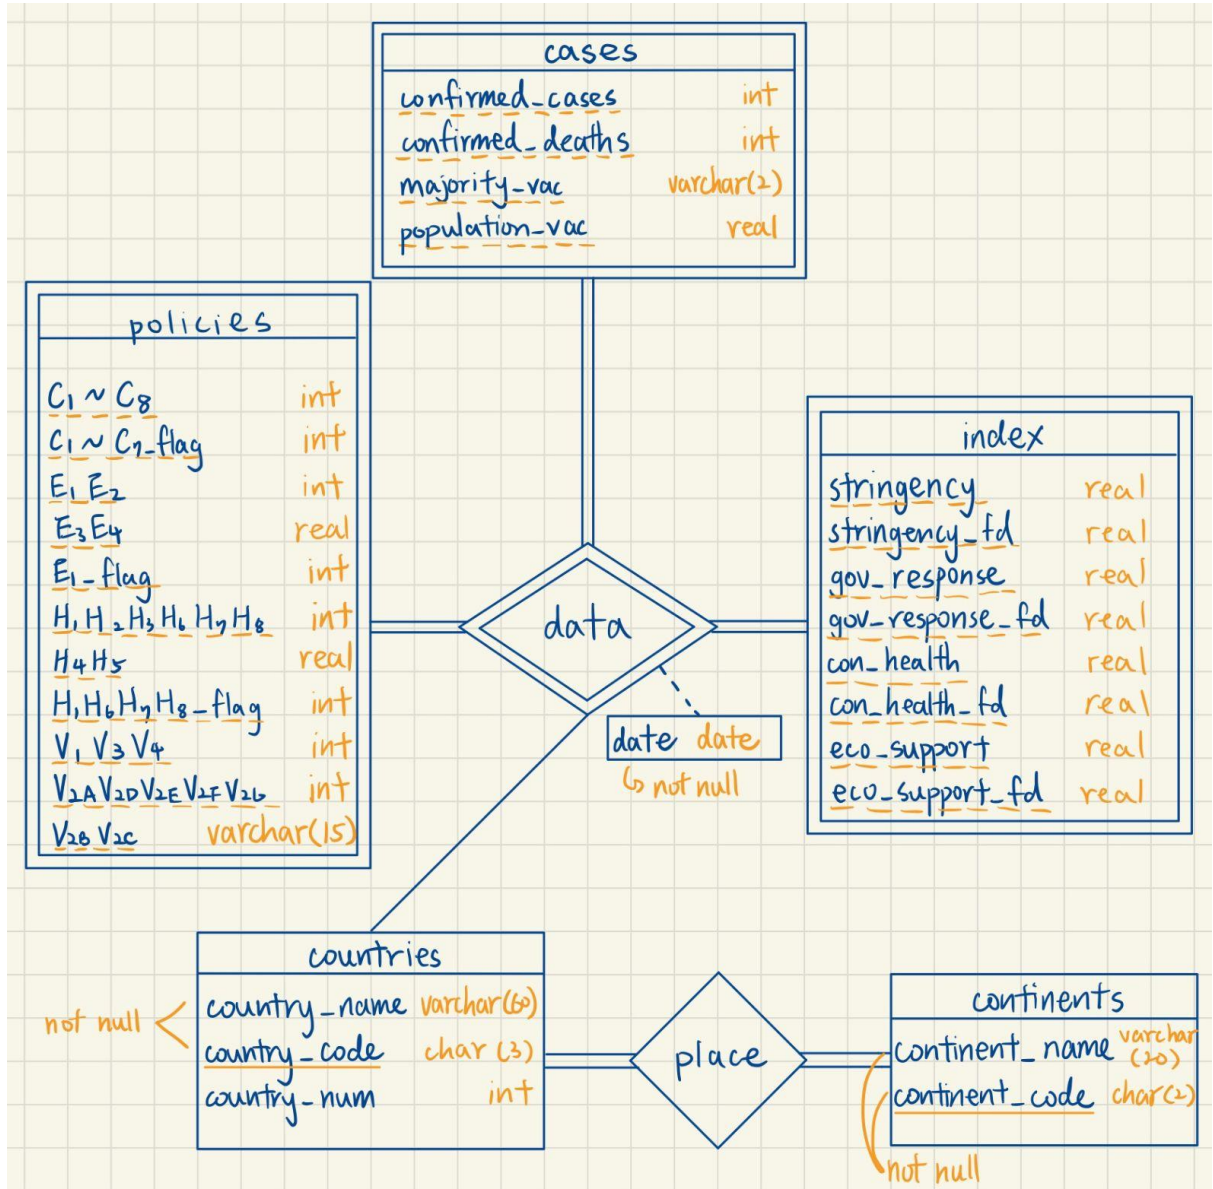 cases
confirmed_cases int
confirmed_deaths int
majority_vac varchar(2)
population_vac real
policies
C1 ~ C8 int
C1 ~ C7_flag int
E1 E2 int
E3 E4 real
E1_flag int
H1 H2 H3 H6 H7 H8 int
H4 H5 real
H1 H6 H7 H8_flag int
V1 V3 V4 int
V2A V2D V2E V2F V2G int
V2B V2C varchar(15)
index
stringency real
stringency_fd real
gov_response real
gov_response_fd real
con_health real
con_health_fd real
eco_support real
eco_support_fd real
data
date date
↳ not null
countries
not null
country_name varchar(60)
country_code char(3)
country_num int
place
continents
continent_name varchar
(20)
continent_code char(2)
not null